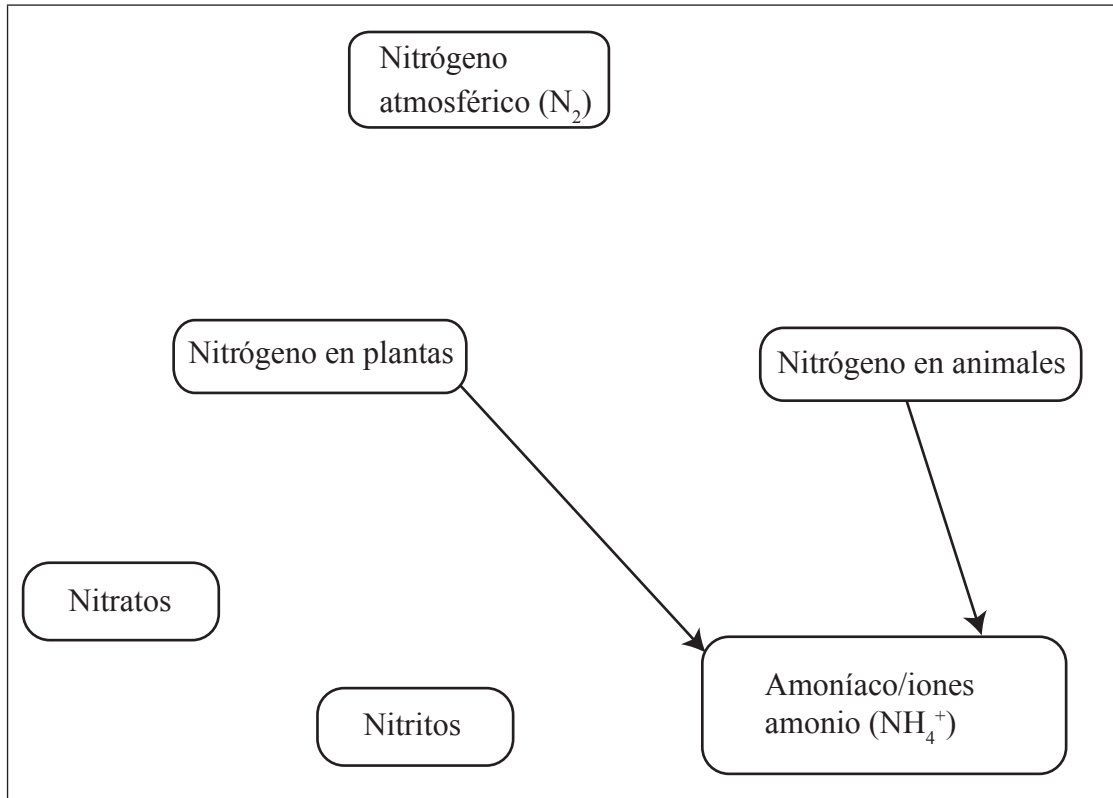 Nitrógeno
atmosférico (N₂)
Nitrógeno en plantas
Nitrógeno en animales
Nitratos
Nitritos
Amoníaco/iones
amonio (NH₄⁺)